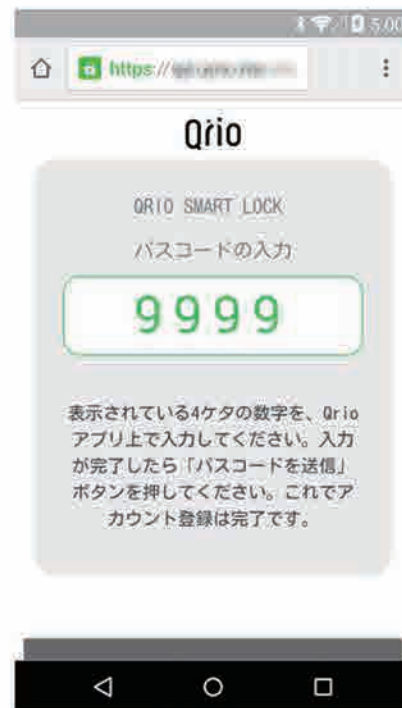 5:00
https://
Qrio
QRIO SMART LOCK
パスコードの入力
9999
表示されている4ケタの数字を、Qrio
アプリ上で入力してください。入力
が完了したら「パスコードを送信」
ボタンを押してください。これでア
カウント登録は完了です。